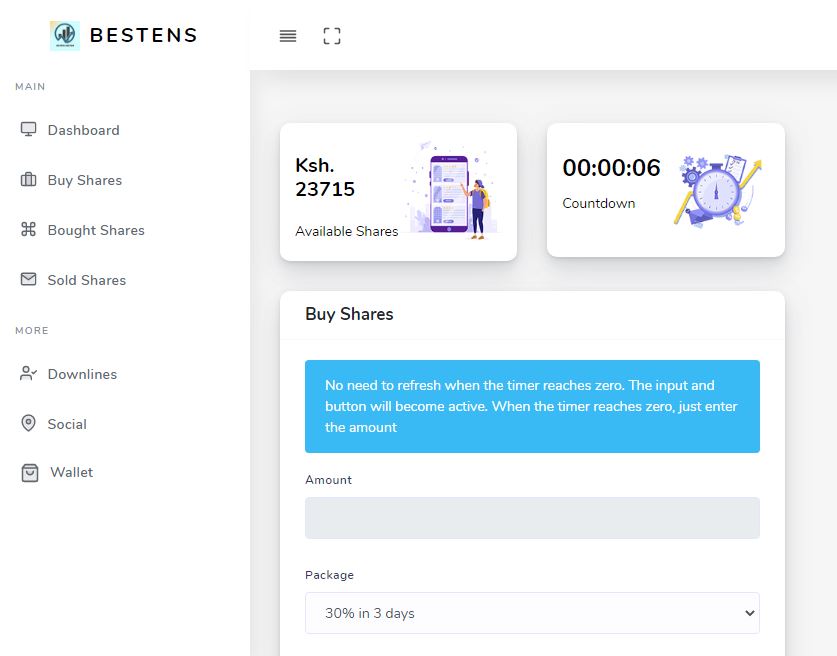 BESTENS
MAIN
Dashboard
Buy Shares
Bought Shares
Sold Shares
MORE
Downlines
Social
Wallet
Ksh.
23715
Available Shares
00:00:06
Countdown
Buy Shares
No need to refresh when the timer reaches zero. The input and
button will become active. When the timer reaches zero, just enter
the amount
Amount
Package
30% in 3 days